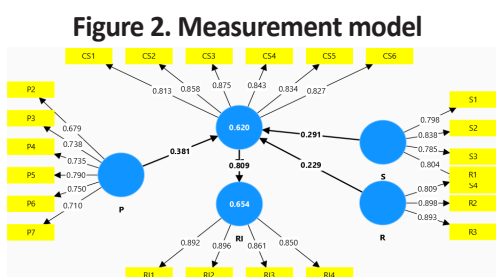 Figure 2. Measurement model
CS1 CS2 CS3 CS4 CS5 CS6
0.813 0.858 0.875 0.843 0.834 0.827
P2
P3
P4
P5
P6
P7
0.679
0.738
0.735
0.790
0.750
0.710
P
0.381
0.620
0.291
0.229
0.809
0.654
RI
S
R
0.798
0.838
0.785
0.804
S1
S2
S3
R1
S4
R2
R3
0.809
0.898
0.893
0.892 0.896 0.861 0.850
RI1 RI2 RI3 RI4